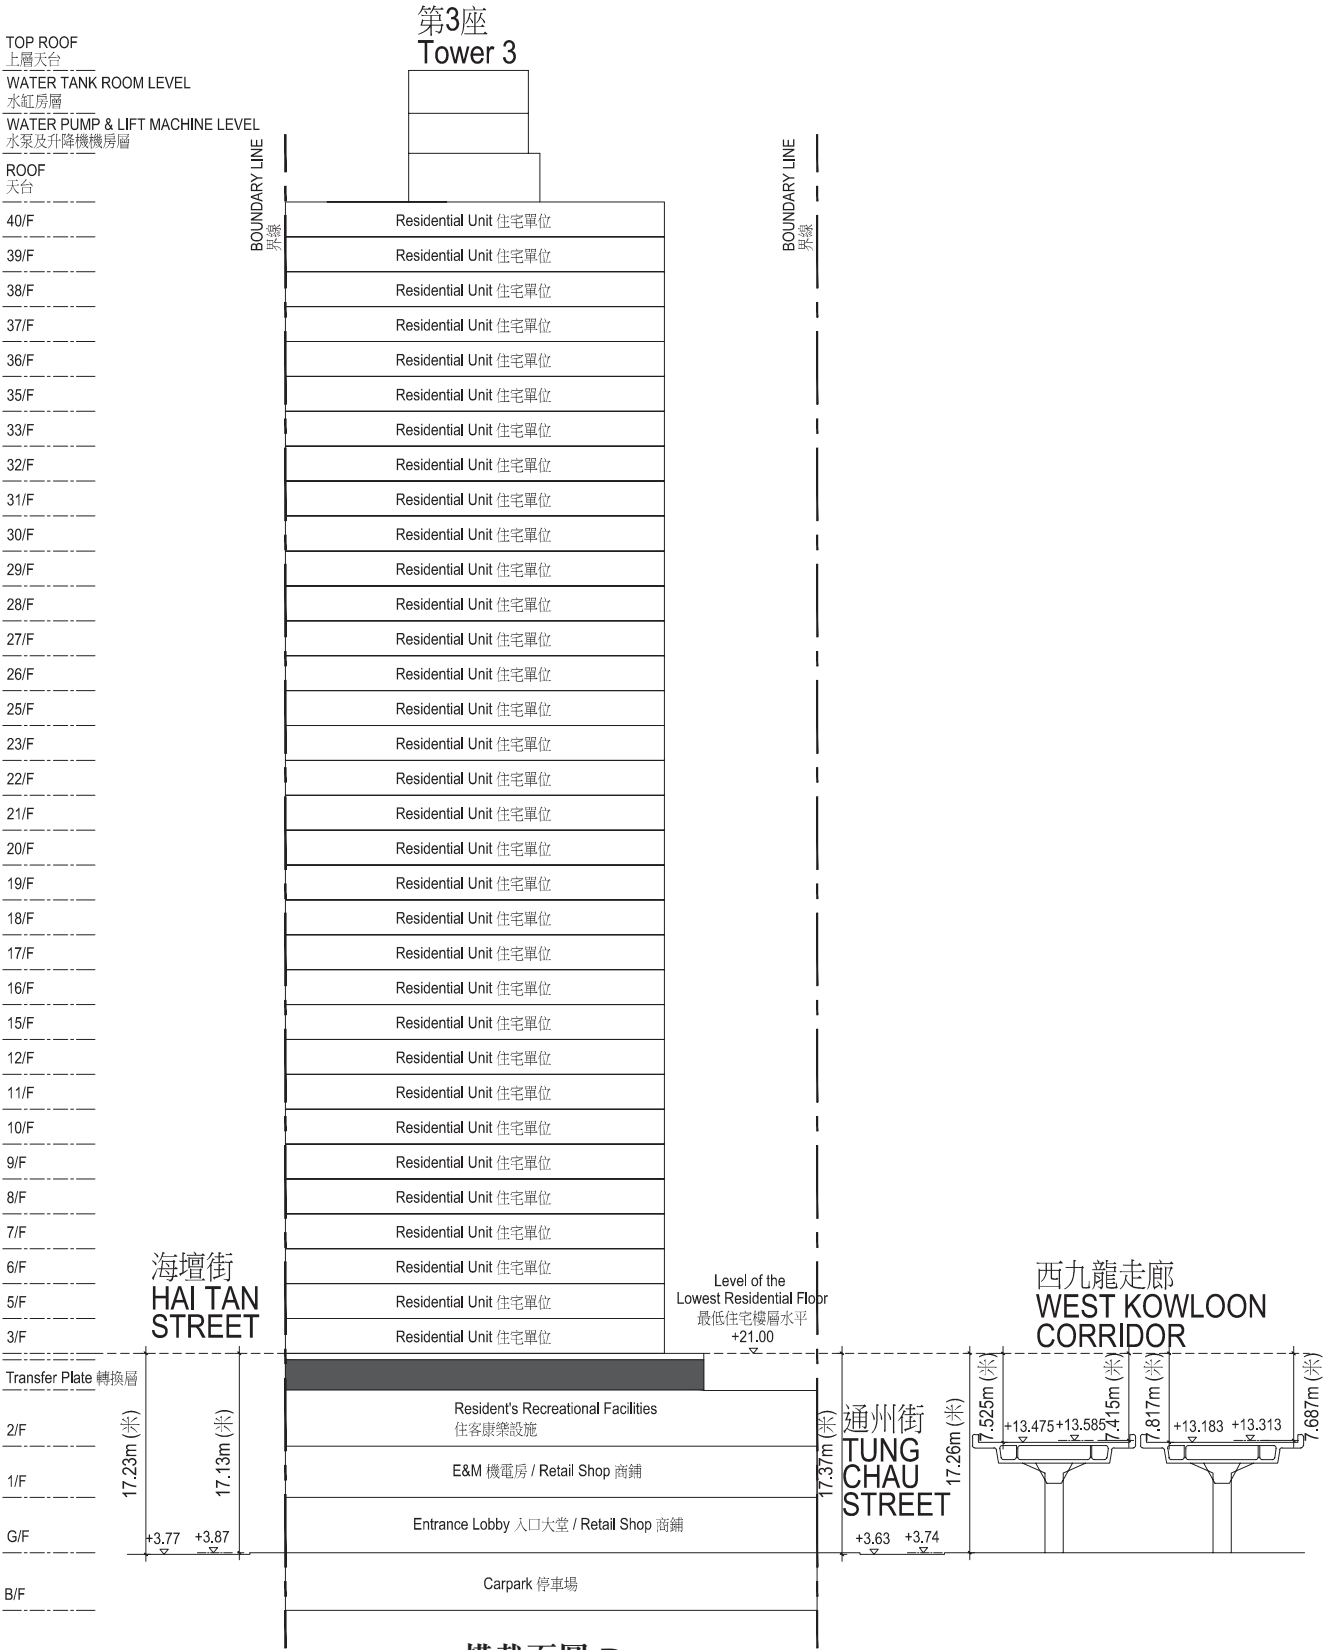 第3座
Tower 3
TOP ROOF
上層天台
WATER TANK ROOM LEVEL
水缸房層
WATER PUMP & LIFT MACHINE LEVEL
水泵及升降機機房層
ROOF
天台
BOUNDARY LINE
界線
BOUNDARY LINE
界線
40/F Residential Unit 住宅單位
39/F Residential Unit 住宅單位
38/F Residential Unit 住宅單位
37/F Residential Unit 住宅單位
36/F Residential Unit 住宅單位
35/F Residential Unit 住宅單位
33/F Residential Unit 住宅單位
32/F Residential Unit 住宅單位
31/F Residential Unit 住宅單位
30/F Residential Unit 住宅單位
29/F Residential Unit 住宅單位
28/F Residential Unit 住宅單位
27/F Residential Unit 住宅單位
26/F Residential Unit 住宅單位
25/F Residential Unit 住宅單位
23/F Residential Unit 住宅單位
22/F Residential Unit 住宅單位
21/F Residential Unit 住宅單位
20/F Residential Unit 住宅單位
19/F Residential Unit 住宅單位
18/F Residential Unit 住宅單位
17/F Residential Unit 住宅單位
16/F Residential Unit 住宅單位
15/F Residential Unit 住宅單位
12/F Residential Unit 住宅單位
11/F Residential Unit 住宅單位
10/F Residential Unit 住宅單位
9/F Residential Unit 住宅單位
8/F Residential Unit 住宅單位
7/F Residential Unit 住宅單位
6/F Residential Unit 住宅單位
5/F Residential Unit 住宅單位
3/F Residential Unit 住宅單位
海壇街
HAI TAN
STREET
Level of the
Lowest Residential Floor
最低住宅樓層水平
+21.00
西九龍走廊
WEST KOWLOON
CORRIDOR
Transfer Plate 轉換層
2/F
Resident's Recreational Facilities
住客康樂設施
1/F
E&M 機電房 / Retail Shop 商鋪
G/F
Entrance Lobby 入口大堂 / Retail Shop 商鋪
B/F
Carpark 停車場
17.23m (米)
17.13m (米)
+3.77
+3.87
17.37m (米)
通州街
TUNG
CHAU
STREET
17.26m (米)
+3.63
+3.74
7.525m (米)
+13.475
+13.585
7.415m (米)
7.817m (米)
+13.183
+13.313
7.687m (米)